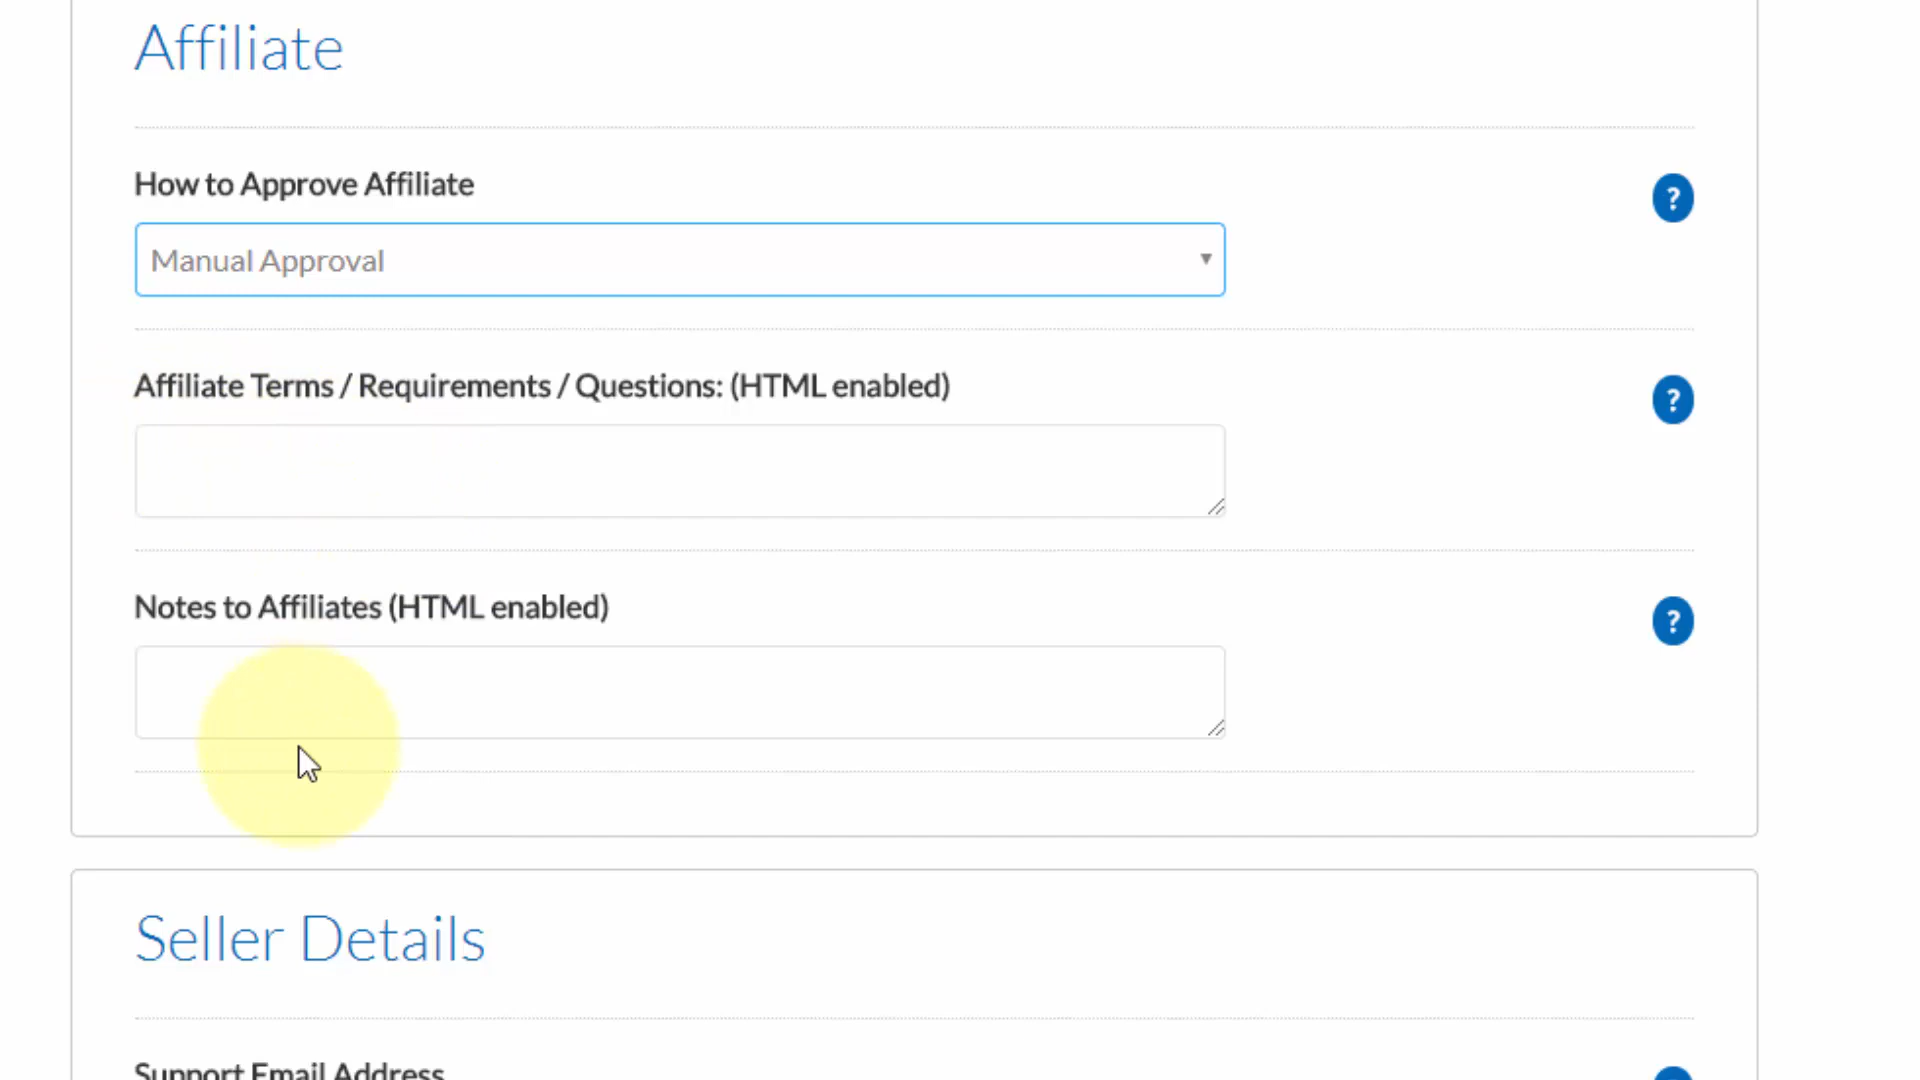 Affiliate
How to Approve Affiliate
?
Manual Approval
Affiliate Terms / Requirements / Questions: (HTML enabled)
?
Notes to Affiliates (HTML enabled)
?
Seller Details
Support Email Address